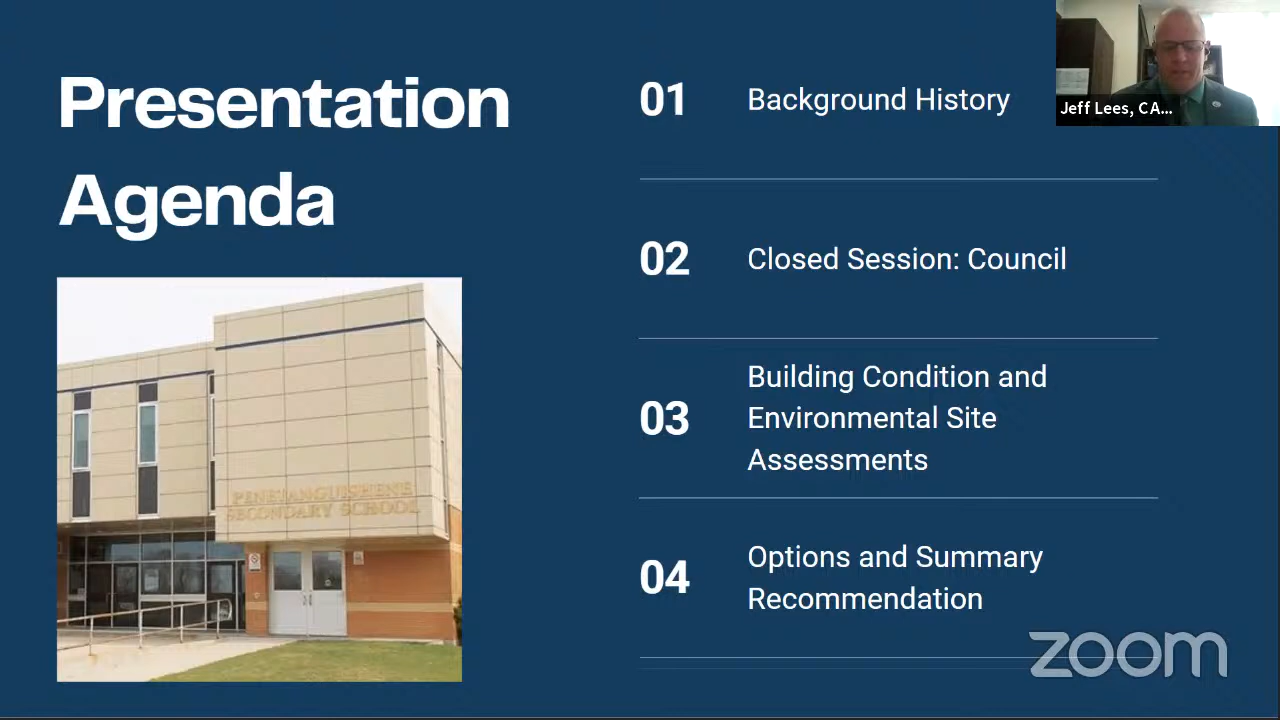 Presentation
Agenda
01
Background History
Jeff Lees, CA...
02
Closed Session: Council
03
Building Condition and
Environmental Site
Assessments
PENETANGUISHENE
SECONDARY SCHOOL
04
Options and Summary
Recommendation
zoom